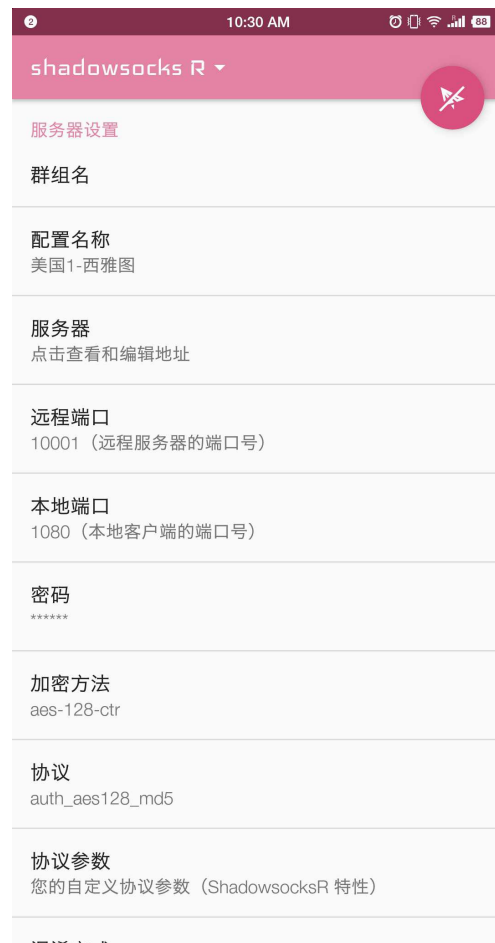 2
10:30 AM
88
shadowsocks R
服务器设置
群组名
配置名称
美国1-西雅图
服务器
点击查看和编辑地址
远程端口
10001（远程服务器的端口号）
本地端口
1080（本地客户端的端口号）
密码
******
加密方法
aes-128-ctr
协议
auth_aes128_md5
协议参数
您的自定义协议参数（ShadowsocksR 特性）